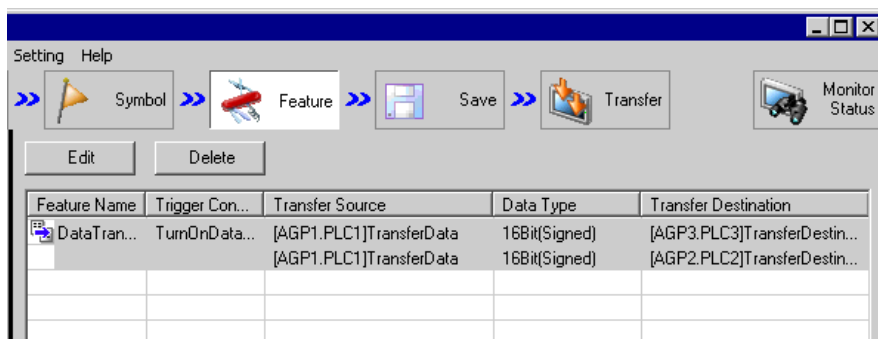 Setting Help
Symbol Feature Save Transfer Monitor Status
Edit Delete
Feature Name Trigger Con... Transfer Source Data Type Transfer Destination
DataTran... TurnOnData... [AGP1.PLC1]TransferData 16Bit(Signed) [AGP3.PLC3]TransferDestin...
[AGP1.PLC1]TransferData 16Bit(Signed) [AGP2.PLC2]TransferDestin...